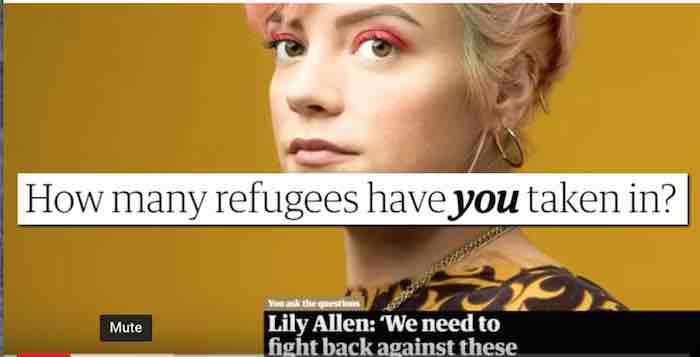 How many refugees have you taken in?
You ask the questions
Lily Allen: ‘We need to
fight back against these
Mute